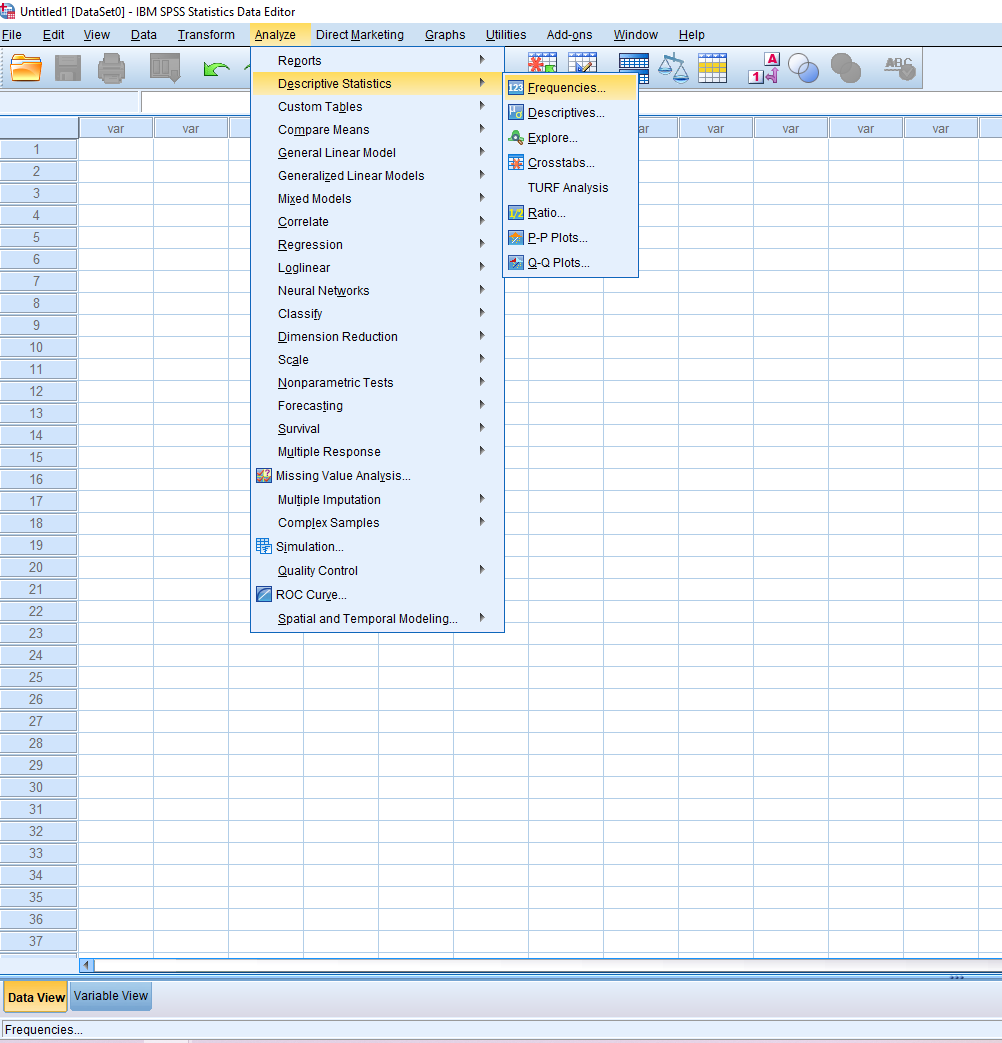 Untitled1 [DataSet0] - IBM SPSS Statistics Data Editor
File Edit View Data Transform Analyze Direct Marketing Graphs Utilities Add-ons Window Help
Reports
Descriptive Statistics
Custom Tables
Compare Means
General Linear Model
Generalized Linear Models
Mixed Models
Correlate
Regression
Loglinear
Neural Networks
Classify
Dimension Reduction
Scale
Nonparametric Tests
Forecasting
Survival
Multiple Response
Missing Value Analysis...
Multiple Imputation
Complex Samples
Simulation...
Quality Control
ROC Curve...
Spatial and Temporal Modeling...
123 Frequencies...
Descriptives...
Explore...
Crosstabs...
TURF Analysis
1/2 Ratio...
P-P Plots...
Q-Q Plots...
A
1
ABC
var var ar var var var var
1
2
3
4
5
6
7
8
9
10
11
12
13
14
15
16
17
18
19
20
21
22
23
24
25
26
27
28
29
30
31
32
33
34
35
36
37
Data View Variable View
Frequencies...